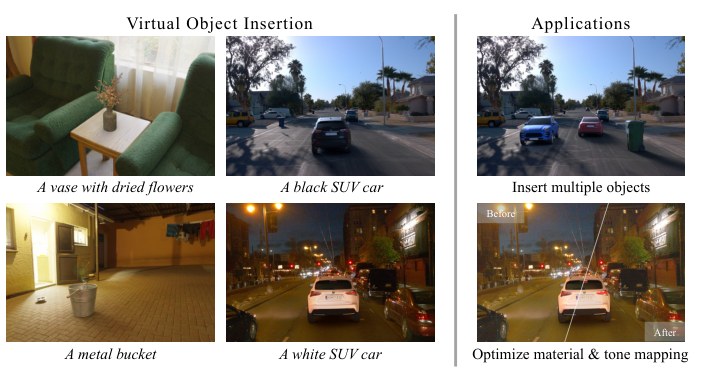 Virtual Object Insertion
Applications
A vase with dried flowers
A black SUV car
Insert multiple objects
Before
After
A metal bucket
A white SUV car
Optimize material & tone mapping